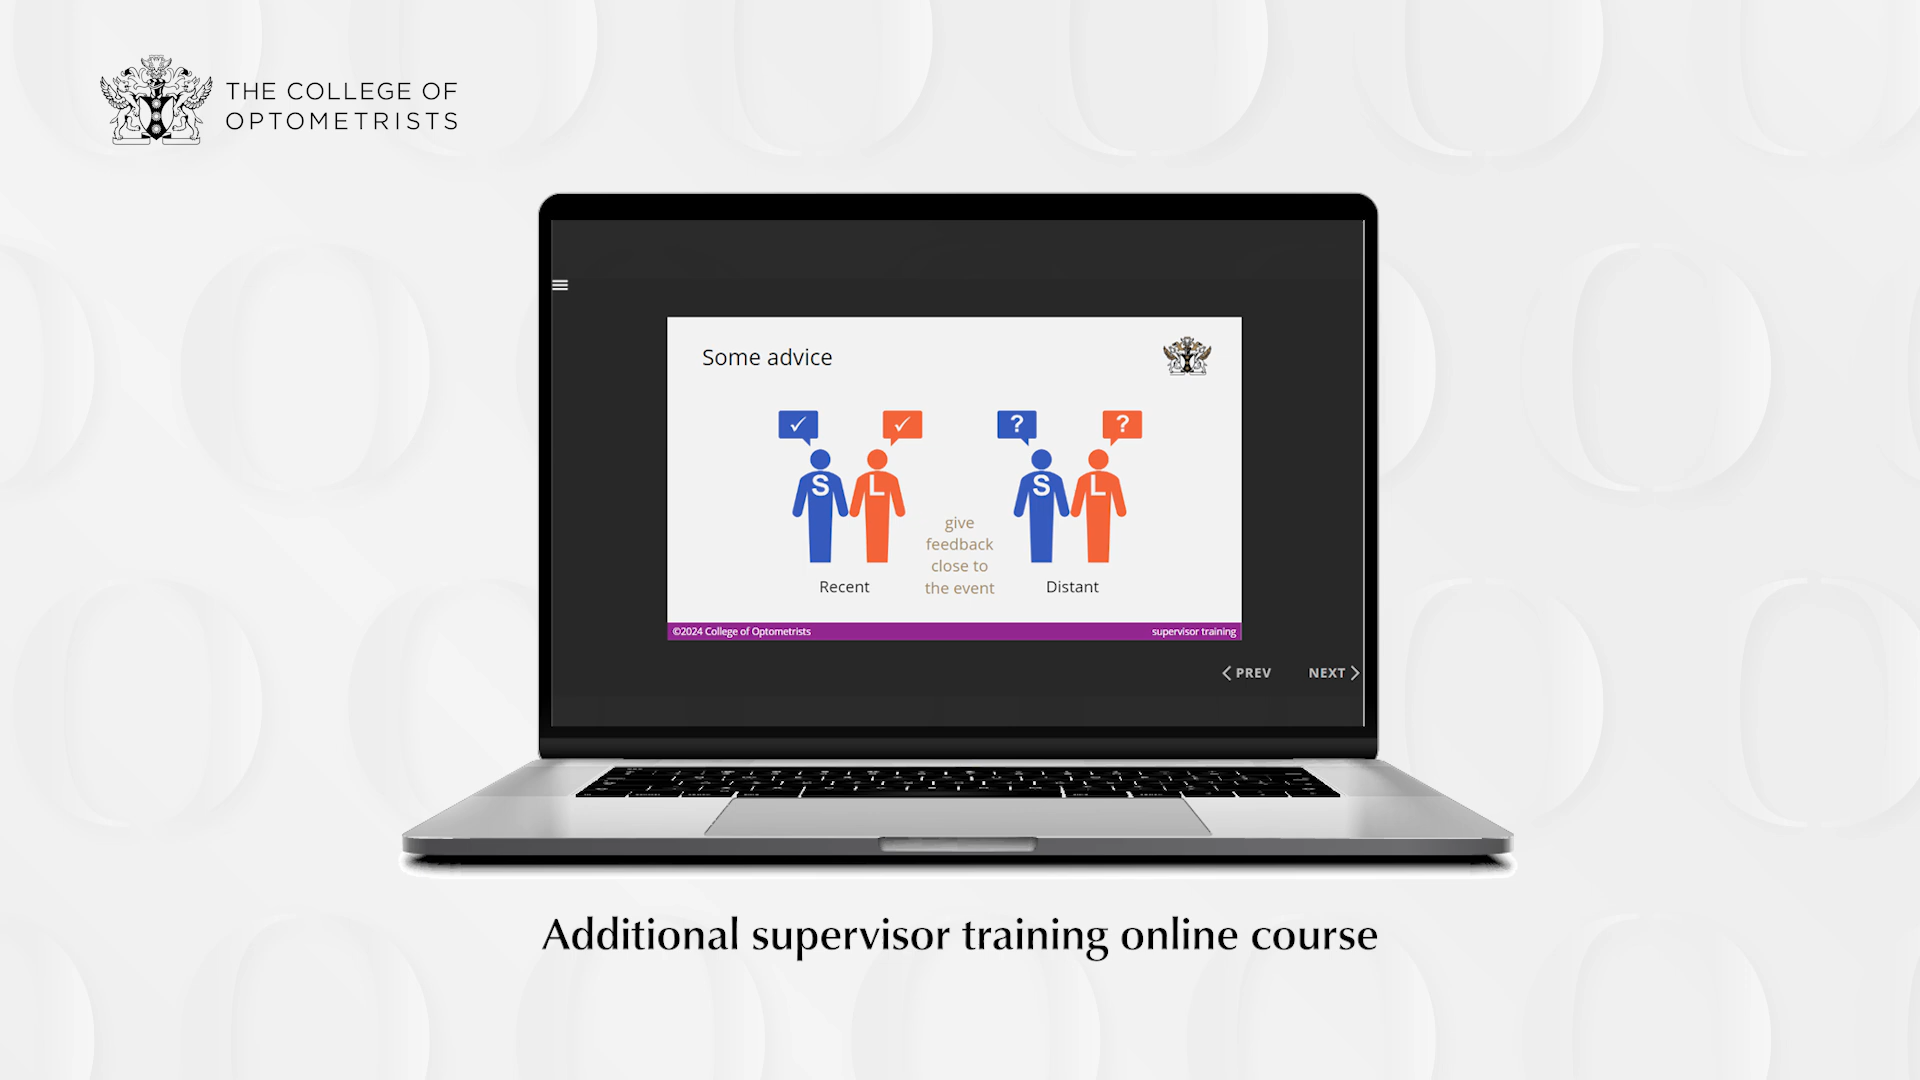 THE COLLEGE OF
OPTOMETRISTS
Some advice
✓ ✓ ? ?
S L S L
give
feedback
close to
the event
Recent
Distant
©2024 College of Optometrists
supervisor training
PREV
NEXT
Additional supervisor training online course